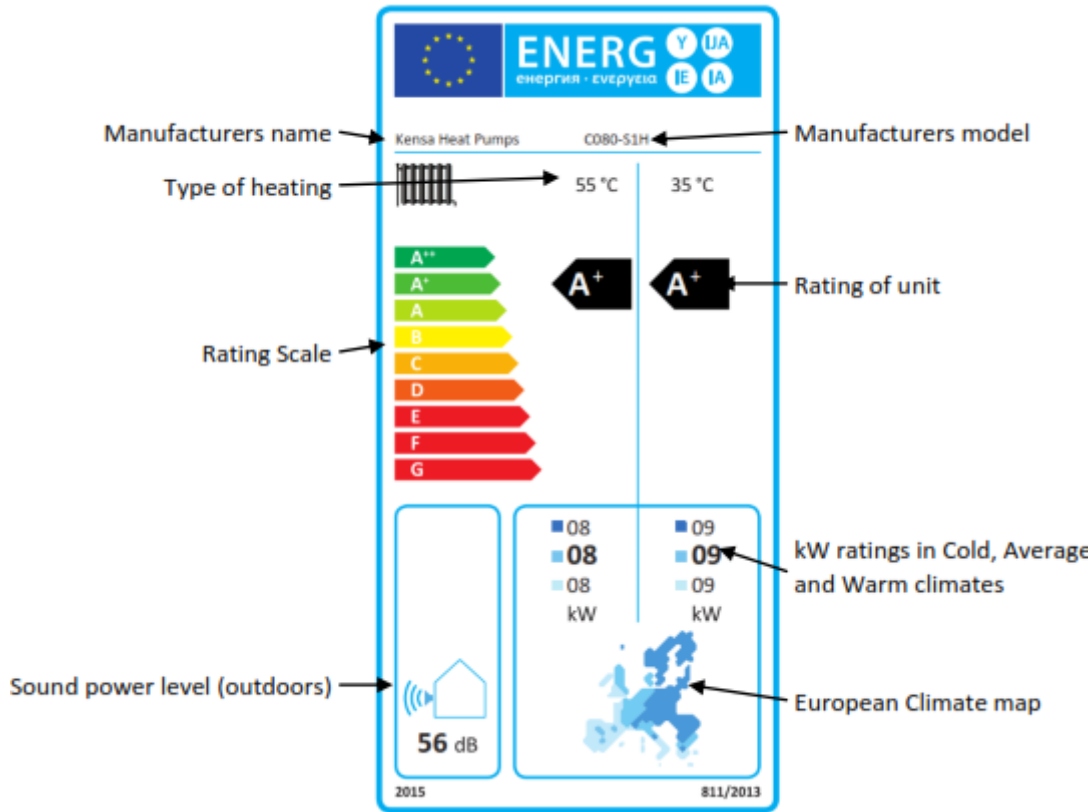 ENERG Y IJA
енергия · ενεργεια IE IA
Manufacturers name
Kensa Heat Pumps C080-S1H
Manufacturers model
Type of heating
55 °C 35 °C
A++
A+
A
B
C
D
E
F
G
A+ A+
Rating of unit
Rating Scale
08 09
08 09
08 09
kW kW
kW ratings in Cold, Average
and Warm climates
Sound power level (outdoors)
56 dB
European Climate map
2015 811/2013